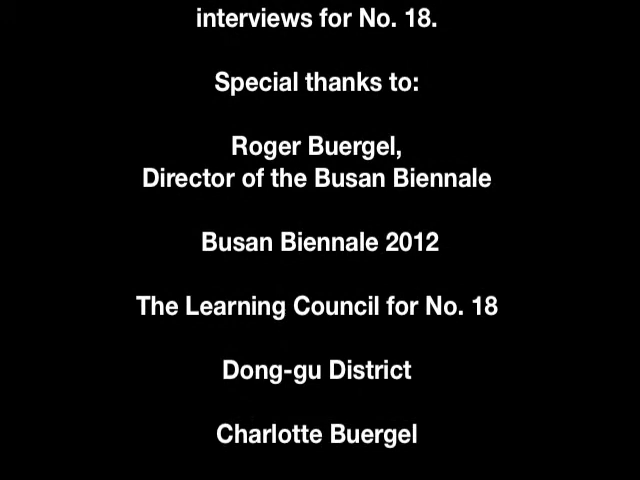 interviews for No. 18.
Special thanks to:
Roger Buergel,
Director of the Busan Biennale
Busan Biennale 2012
The Learning Council for No. 18
Dong-gu District
Charlotte Buergel